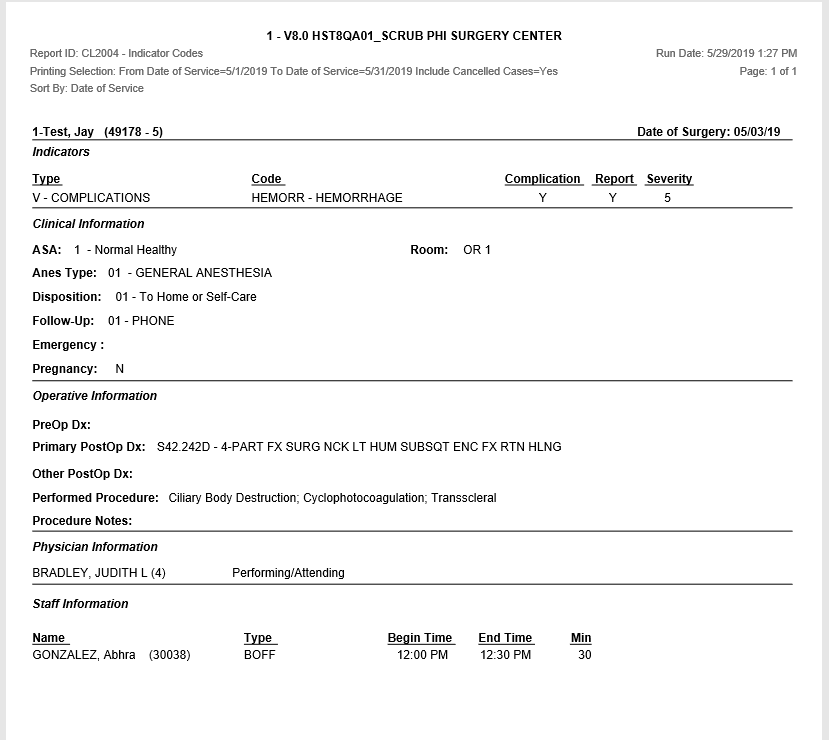 1 - V8.0 HST8QA01_SCRUB PHI SURGERY CENTER
Report ID: CL2004 - Indicator Codes Run Date: 5/29/2019 1:27 PM
Printing Selection: From Date of Service=5/1/2019 To Date of Service=5/31/2019 Include Cancelled Cases=Yes Page: 1 of 1
Sort By: Date of Service
1-Test, Jay (49178 - 5) Date of Surgery: 05/03/19
Indicators
Type Code Complication Report Severity
V - COMPLICATIONS HEMORR - HEMORRHAGE Y Y 5
Clinical Information
ASA: 1 - Normal Healthy Room: OR 1
Anes Type: 01 - GENERAL ANESTHESIA
Disposition: 01 - To Home or Self-Care
Follow-Up: 01 - PHONE
Emergency :
Pregnancy: N
Operative Information
PreOp Dx:
Primary PostOp Dx: S42.242D - 4-PART FX SURG NCK LT HUM SUBSQT ENC FX RTN HLNG
Other PostOp Dx:
Performed Procedure: Ciliary Body Destruction; Cyclophotocoagulation; Transscleral
Procedure Notes:
Physician Information
BRADLEY, JUDITH L (4) Performing/Attending
Staff Information
Name Type Begin Time End Time Min
GONZALEZ, Abhra (30038) BOFF 12:00 PM 12:30 PM 30